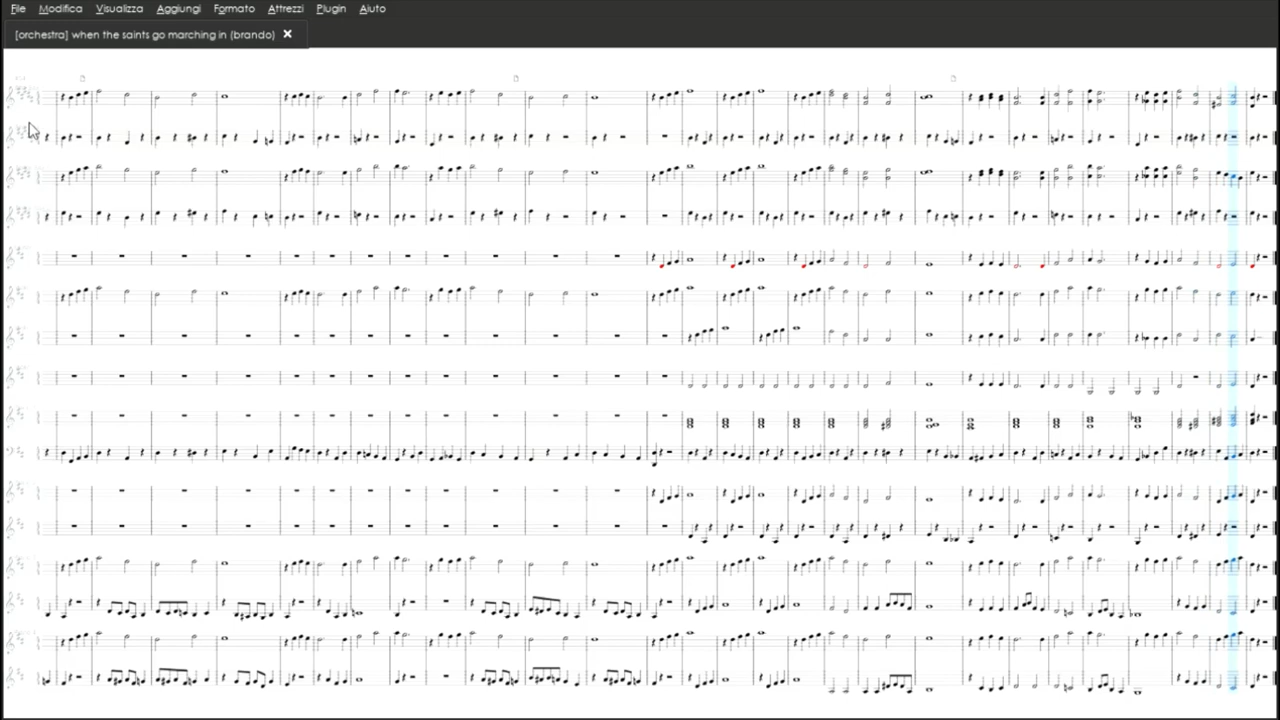 File Modifica Visualizza Aggiungi Formato Attrezzi Plugin Aiuto
[orchestra] when the saints go marching in (brando) ×